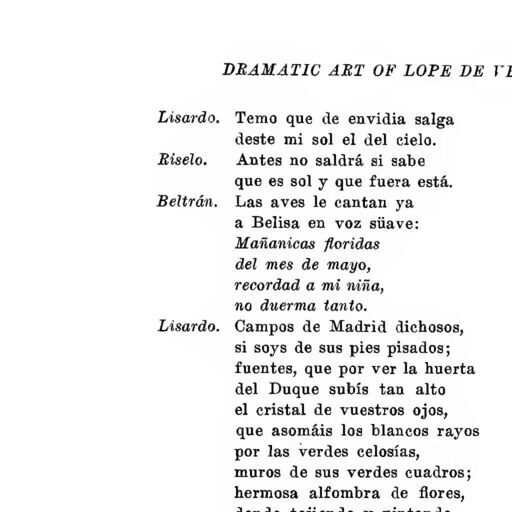 DRAMATIC ART OF LOPE DE
Lisardo. Temo que de envidia salga
deste mi sol el del cielo.
Riselo. Antes no saldrá si sabe
que es sol y que fuera está.
Beltrán. Las aves le cantan ya
a Belisa en voz süave:
Mañanicas floridas
del mes de mayo,
recordad a mi niña,
no duerma tanto.
Lisardo. Campos de Madrid dichosos,
si soys de sus pies pisados;
fuentes, que por ver la huerta
del Duque subís tan alto
el cristal de vuestros ojos,
que asomáis los blancos rayos
por las verdes celosías,
muros de sus verdes cuadros;
hermosa alfombra de flores,